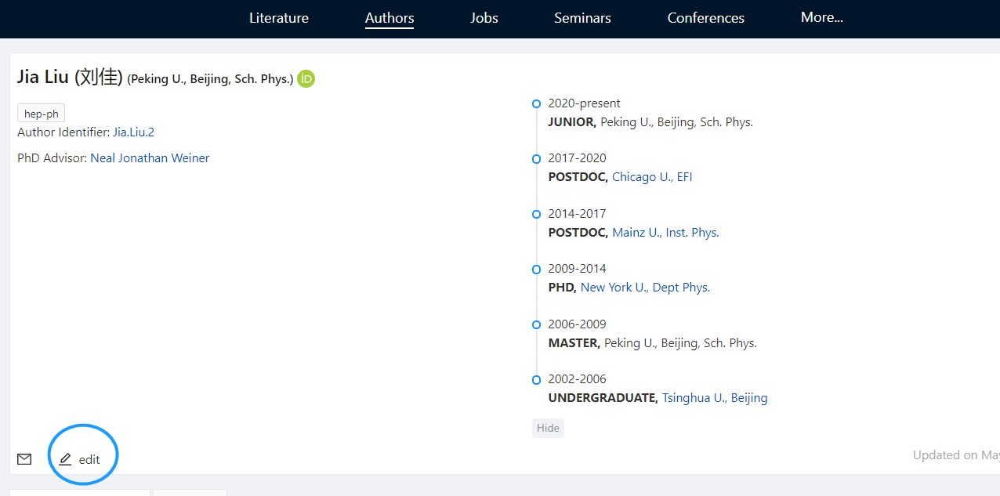 Literature Authors Jobs Seminars Conferences More...
Jia Liu (刘佳) (Peking U., Beijing, Sch. Phys.) iD
hep-ph
Author Identifier: Jia.Liu.2
PhD Advisor: Neal Jonathan Weiner
2020-present
JUNIOR, Peking U., Beijing, Sch. Phys.
2017-2020
POSTDOC, Chicago U., EFI
2014-2017
POSTDOC, Mainz U., Inst. Phys.
2009-2014
PHD, New York U., Dept Phys.
2006-2009
MASTER, Peking U., Beijing, Sch. Phys.
2002-2006
UNDERGRADUATE, Tsinghua U., Beijing
Hide
edit
Updated on May